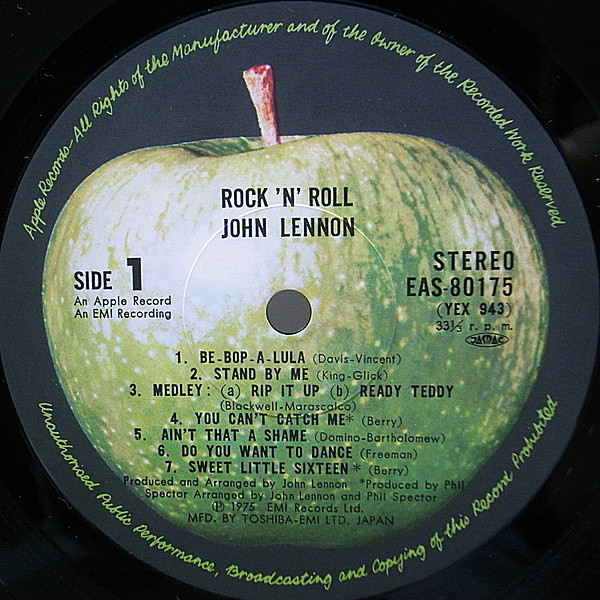 Apple Records-All Rights of the Manufacturer and of the Owner of the Recorded Work Reserved
ROCK 'N' ROLL
JOHN LENNON
SIDE 1
An Apple Record
An EMI Recording
STEREO
EAS-80175
(YEX 943)
33⅓ r. p. m.
JASRAC
1. BE-BOP-A-LULA (Davis-Vincent)
2. STAND BY ME (King-Glick)
3. MEDLEY: (a) RIP IT UP (b) READY TEDDY
(Blackwell-Marascalco)
4. YOU CAN'T CATCH ME* (Berry)
5. AIN'T THAT A SHAME (Domino-Bartholomew)
6. DO YOU WANT TO DANCE (Freeman)
7. SWEET LITTLE SIXTEEN* (Berry)
Produced and Arranged by John Lennon *Produced by Phil
Spector Arranged by John Lennon and Phil Spector
℗ 1975 EMI Records Ltd.
MFD. BY TOSHIBA-EMI LTD. JAPAN
Unauthorised Public Performance, Broadcasting and Copying of this Record Prohibited